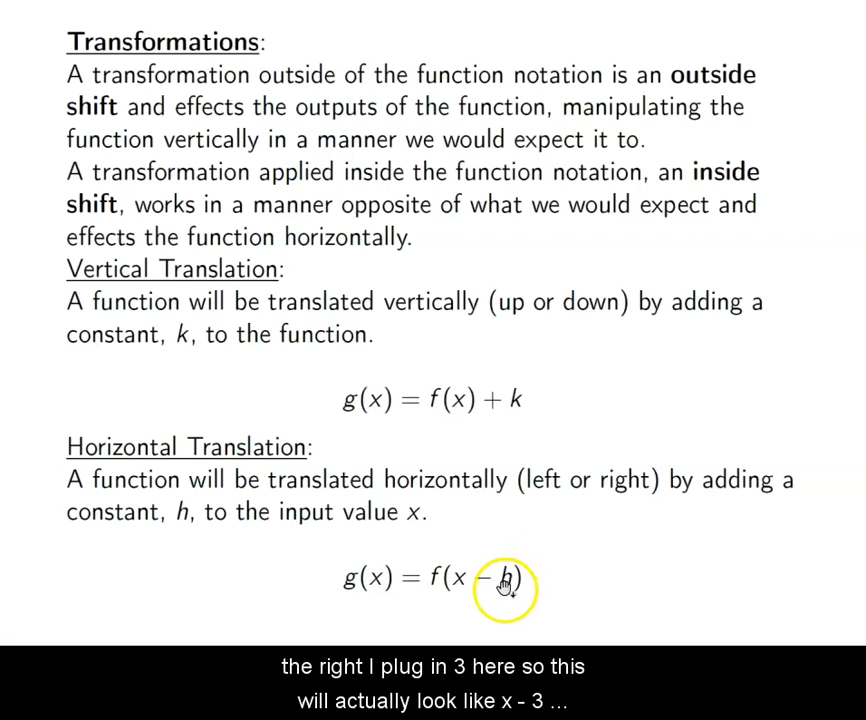 Transformations:
A transformation outside of the function notation is an outside
shift and effects the outputs of the function, manipulating the
function vertically in a manner we would expect it to.
A transformation applied inside the function notation, an inside
shift, works in a manner opposite of what we would expect and
effects the function horizontally.
Vertical Translation:
A function will be translated vertically (up or down) by adding a
constant, k, to the function.
g(x) = f(x) + k
Horizontal Translation:
A function will be translated horizontally (left or right) by adding a
constant, h, to the input value x.
g(x) = f(x − h)
the right I plug in 3 here so this
will actually look like x - 3 ...